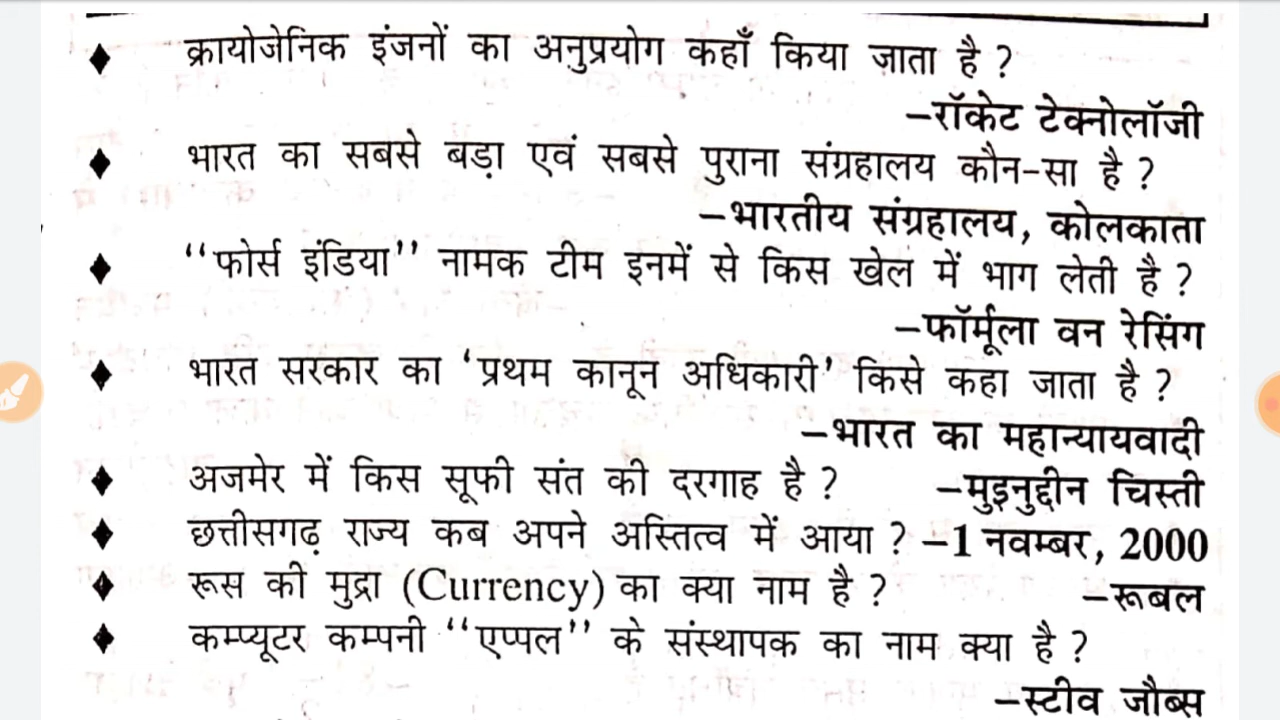 ♦ क्रायोजेनिक इंजनों का अनुप्रयोग कहाँ किया जाता है ?
–रॉकेट टेक्नोलॉजी
♦ भारत का सबसे बड़ा एवं सबसे पुराना संग्रहालय कौन-सा है ?
–भारतीय संग्रहालय, कोलकाता
♦ “फोर्स इंडिया” नामक टीम इनमें से किस खेल में भाग लेती है ?
–फॉर्मूला वन रेसिंग
♦ भारत सरकार का ‘प्रथम कानून अधिकारी’ किसे कहा जाता है ?
–भारत का महान्यायवादी
♦ अजमेर में किस सूफी संत की दरगाह है ? –मुइनुद्दीन चिस्ती
♦ छत्तीसगढ़ राज्य कब अपने अस्तित्व में आया ? –1 नवम्बर, 2000
♦ रूस की मुद्रा (Currency) का क्या नाम है ? –रूबल
♦ कम्प्यूटर कम्पनी “एप्पल” के संस्थापक का नाम क्या है ?
–स्टीव जौब्स